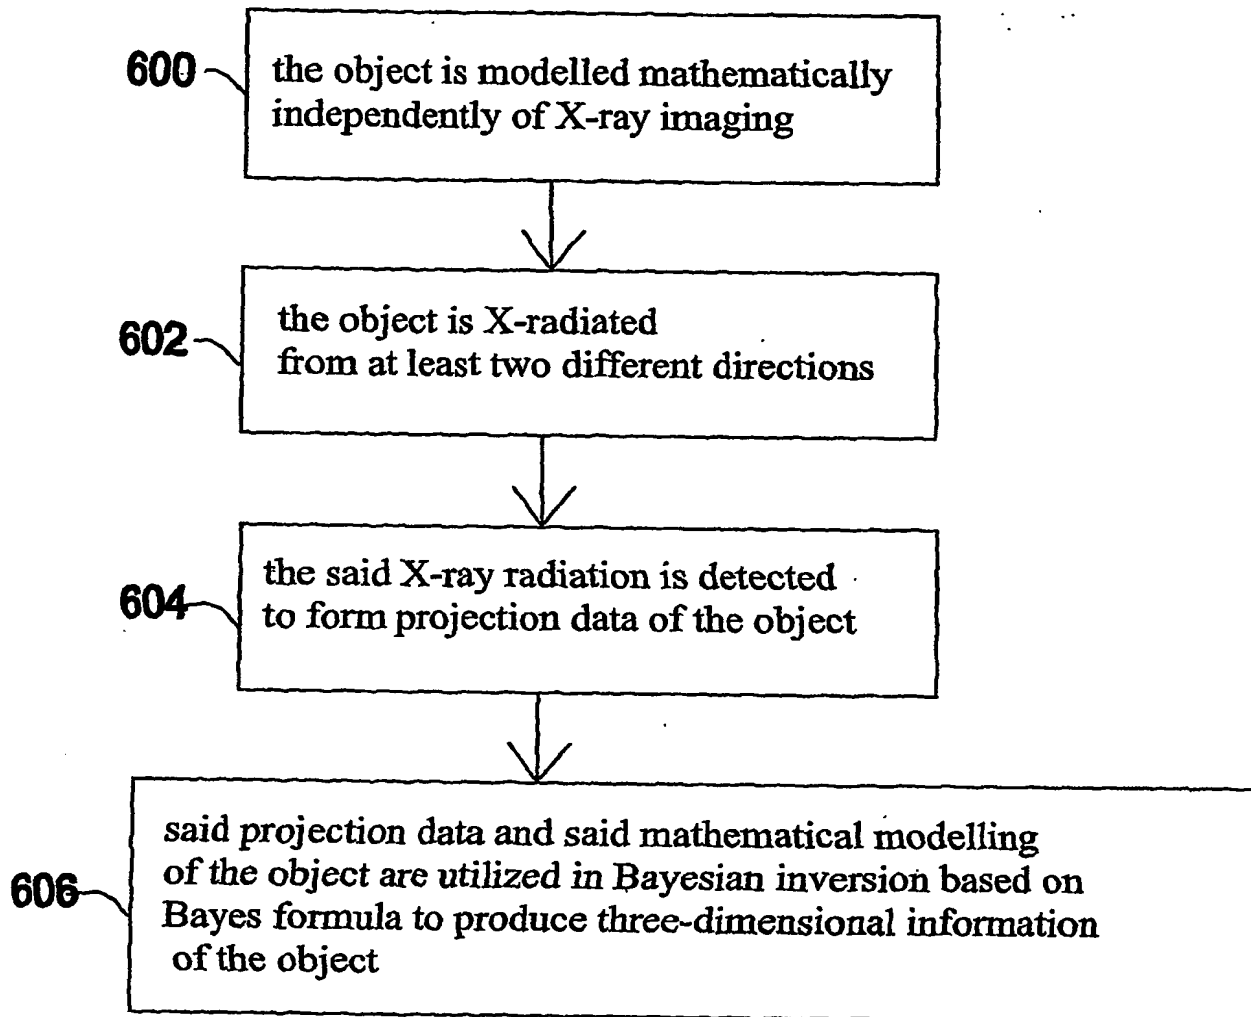 600
the object is modelled mathematically
independently of X-ray imaging
602
the object is X-radiated
from at least two different directions
604
the said X-ray radiation is detected
to form projection data of the object
606
said projection data and said mathematical modelling
of the object are utilized in Bayesian inversion based on
Bayes formula to produce three-dimensional information
of the object